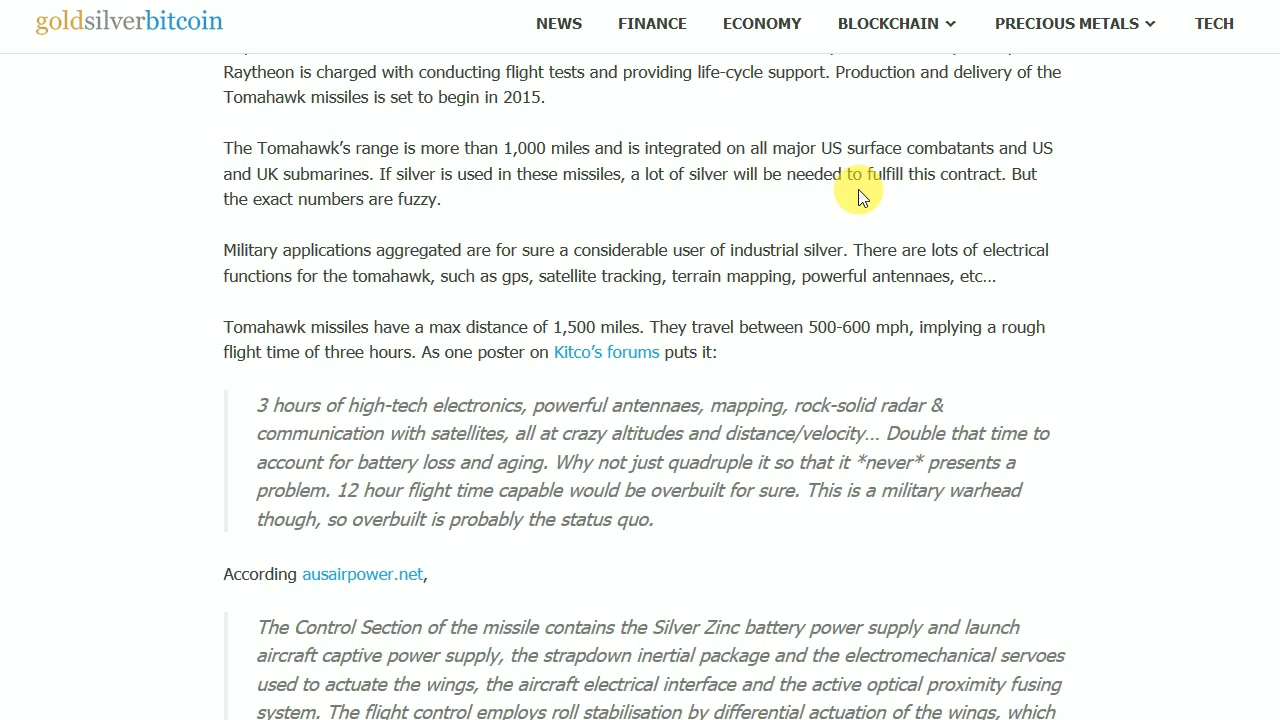 goldsilverbitcoin
NEWS FINANCE ECONOMY BLOCKCHAIN PRECIOUS METALS TECH
Raytheon is charged with conducting flight tests and providing life-cycle support. Production and delivery of the
Tomahawk missiles is set to begin in 2015.
The Tomahawk’s range is more than 1,000 miles and is integrated on all major US surface combatants and US
and UK submarines. If silver is used in these missiles, a lot of silver will be needed to fulfill this contract. But
the exact numbers are fuzzy.
Military applications aggregated are for sure a considerable user of industrial silver. There are lots of electrical
functions for the tomahawk, such as gps, satellite tracking, terrain mapping, powerful antennaes, etc…
Tomahawk missiles have a max distance of 1,500 miles. They travel between 500-600 mph, implying a rough
flight time of three hours. As one poster on Kitco’s forums puts it:
3 hours of high-tech electronics, powerful antennaes, mapping, rock-solid radar &
communication with satellites, all at crazy altitudes and distance/velocity… Double that time to
account for battery loss and aging. Why not just quadruple it so that it *never* presents a
problem. 12 hour flight time capable would be overbuilt for sure. This is a military warhead
though, so overbuilt is probably the status quo.
According ausairpower.net,
The Control Section of the missile contains the Silver Zinc battery power supply and launch
aircraft captive power supply, the strapdown inertial package and the electromechanical servoes
used to actuate the wings, the aircraft electrical interface and the active optical proximity fusing
system. The flight control employs roll stabilisation by differential actuation of the wings, which